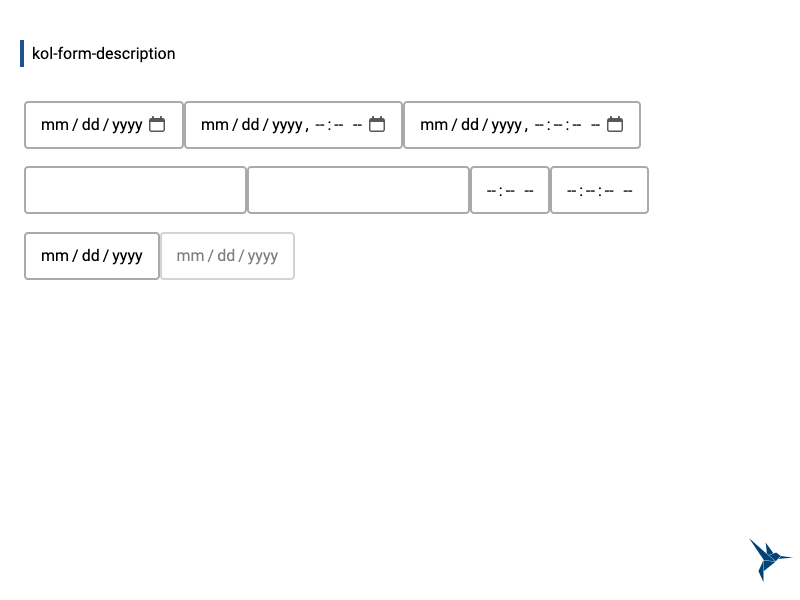 kol-form-description
mm/dd/yyyy mm/dd/yyyy, --:-- -- mm/dd/yyyy, --:--:-- --
--:-- -- --:--:-- --
mm/dd/yyyy mm/dd/yyyy